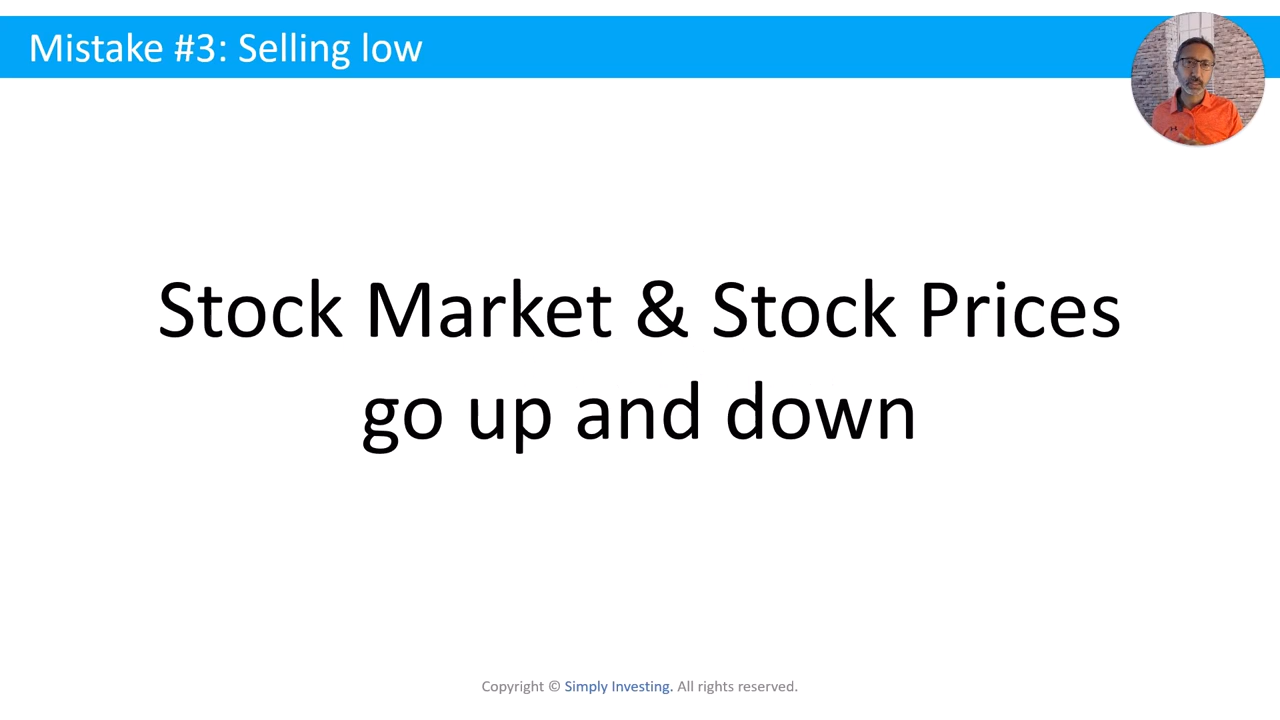 Mistake #3: Selling low
Stock Market & Stock Prices
go up and down
Copyright © Simply Investing. All rights reserved.